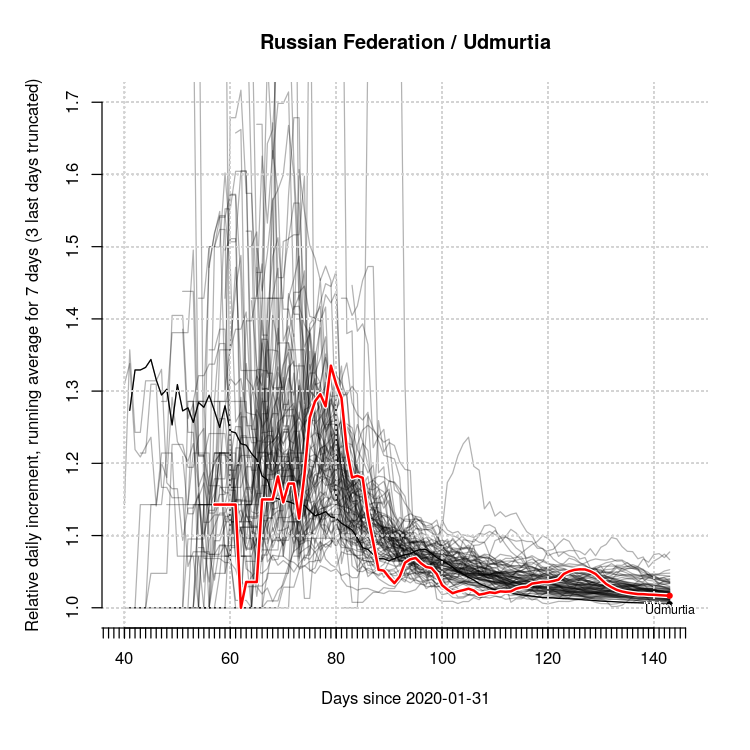 Russian Federation / Udmurtia
Relative daily increment, running average for 7 days (3 last days truncated)
1.7
1.6
1.5
1.4
1.3
1.2
1.1
1.0
Udmurtia
40 60 80 100 120 140
Days since 2020-01-31